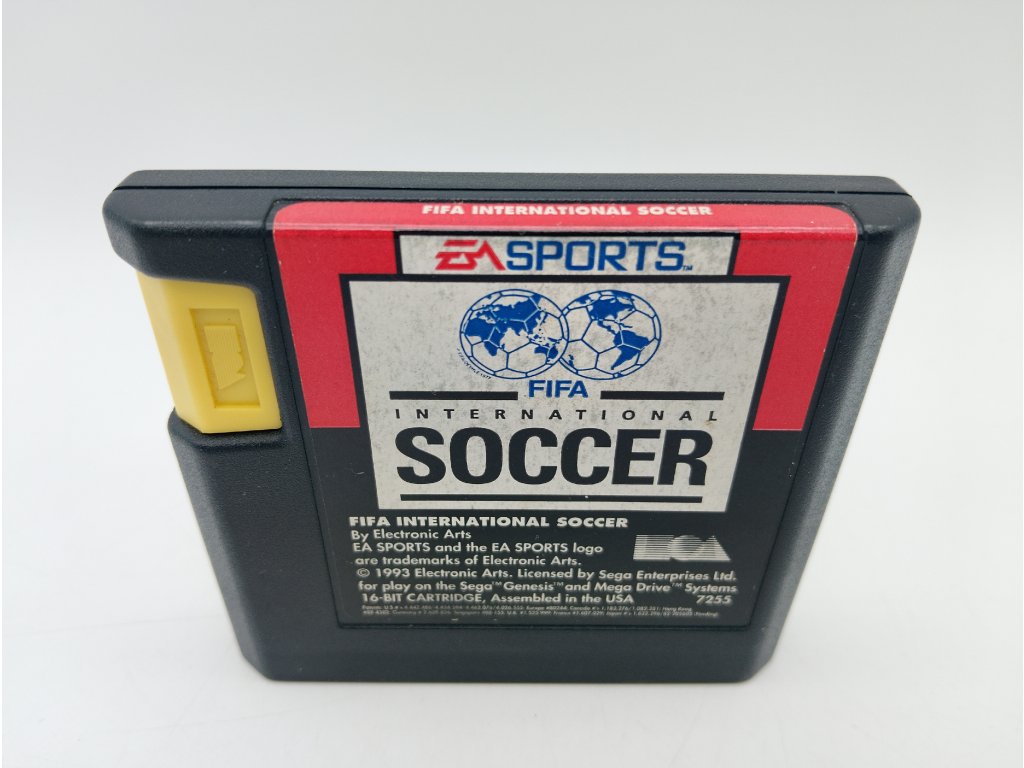 FIFA INTERNATIONAL SOCCER
EA SPORTS™
FIFA
INTERNATIONAL
SOCCER
FIFA INTERNATIONAL SOCCER
By Electronic Arts
EA SPORTS and the EA SPORTS logo
are trademarks of Electronic Arts.
© 1993 Electronic Arts. Licensed by Sega Enterprises Ltd.
for play on the Sega™ Genesis™ and Mega Drive™ Systems
16-BIT CARTRIDGE, Assembled in the USA 7255